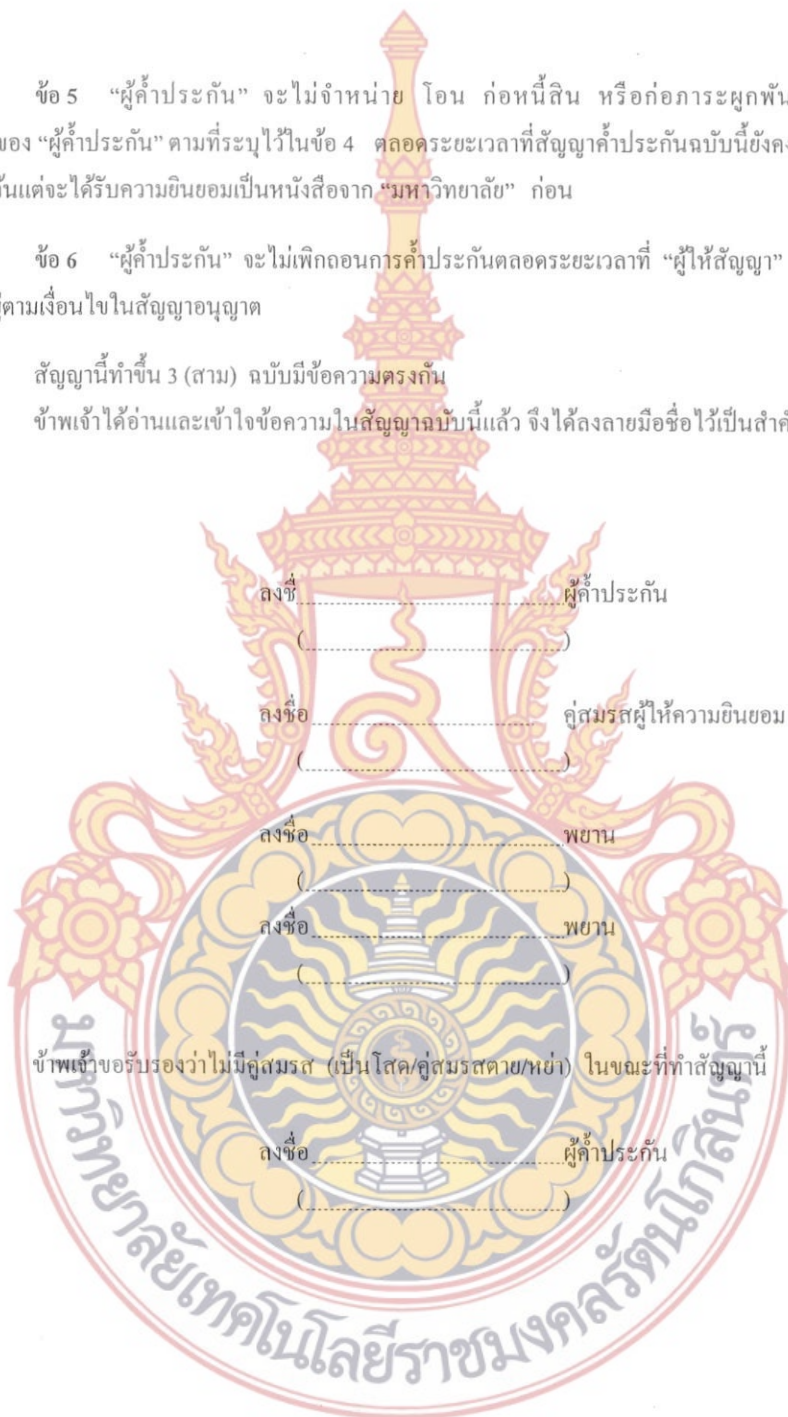 ข้อ 5 “ผู้ค้ำประกัน” จะไม่จำหน่าย โอน ก่อหนี้สิน หรือก่อภาระผูกพัน
ของ “ผู้ค้ำประกัน” ตามที่ระบุไว้ในข้อ 4 ตลอดระยะเวลาที่สัญญาค้ำประกันฉบับนี้ยังคง
แต่จะได้รับความยินยอมเป็นหนังสือจาก “มหาวิทยาลัย” ก่อน
ข้อ 6 “ผู้ค้ำประกัน” จะไม่เพิกถอนการค้ำประกันตลอดระยะเวลาที่ “ผู้ให้สัญญา”
ตามเงื่อนไขในสัญญาอนุญาต
สัญญานี้ทำขึ้น 3 (สาม) ฉบับมีข้อความตรงกัน
ข้าพเจ้าได้อ่านและเข้าใจข้อความในสัญญาฉบับนี้แล้ว จึงได้ลงลายมือชื่อไว้เป็น
ลงชื่ ผู้ค้ำประกัน
( )
ลงชื่อ คู่สมรสผู้ให้ความยินยอม
( )
ลงชื่อ พยาน
( )
ลงชื่อ พยาน
( )
ข้าพเจ้าขอรับรองว่าไม่มีคู่สมรส (เป็นโสด/คู่สมรสตาย/หย่า) ในขณะที่ทำสัญญานี้
ลงชื่อ ผู้ค้ำประกัน
( )
มหาวิทยาลัยเทคโนโลยีราชมงคลรัตนโกสินทร์